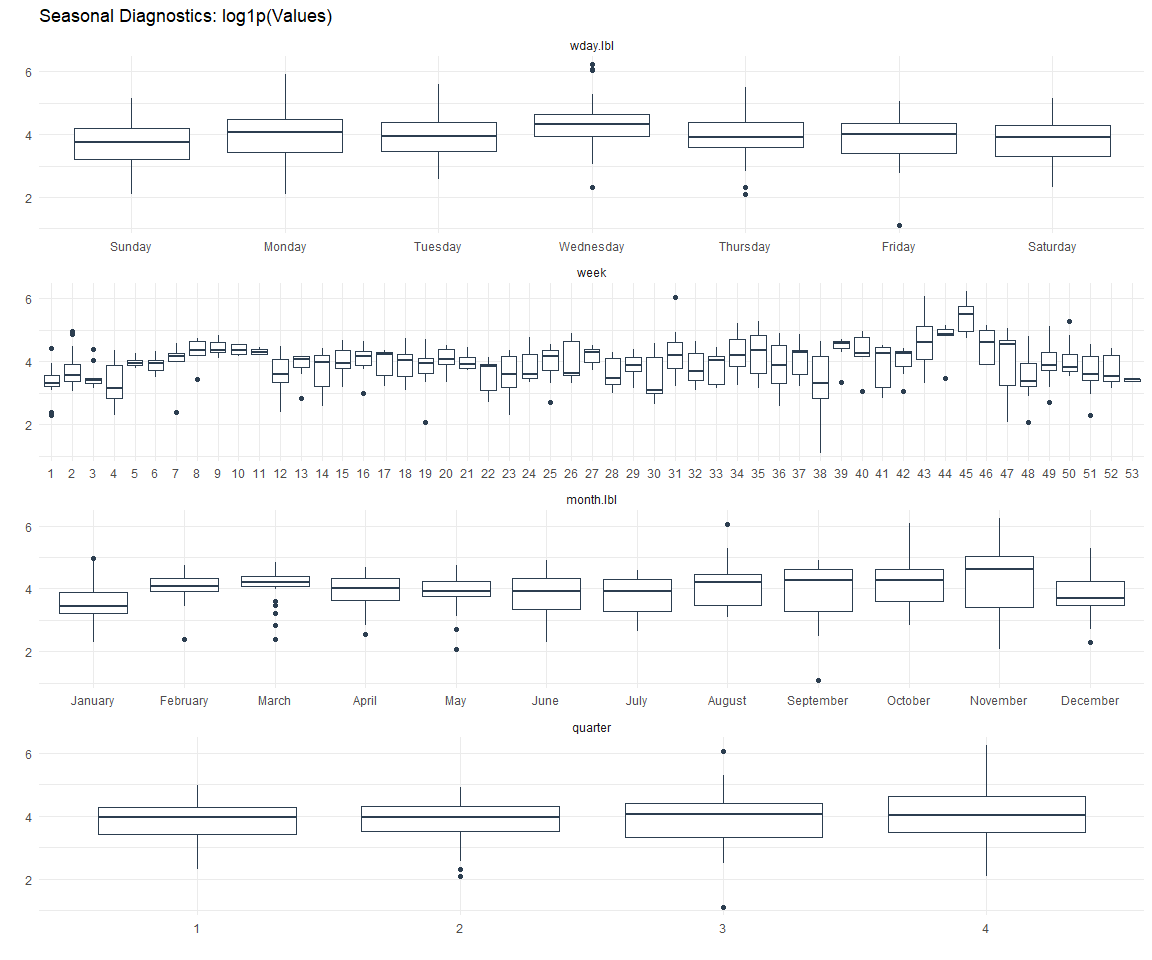 Seasonal Diagnostics: log1p(Values)
wday.lbl
6
4
2
Sunday Monday Tuesday Wednesday Thursday Friday Saturday
week
6
4
2
1 2 3 4 5 6 7 8 9 10 11 12 13 14 15 16 17 18 19 20 21 22 23 24 25 26 27 28 29 30 31 32 33 34 35 36 37 38 39 40 41 42 43 44 45 46 47 48 49 50 51 52 53
month.lbl
6
4
2
January February March April May June July August September October November December
quarter
6
4
2
1 2 3 4